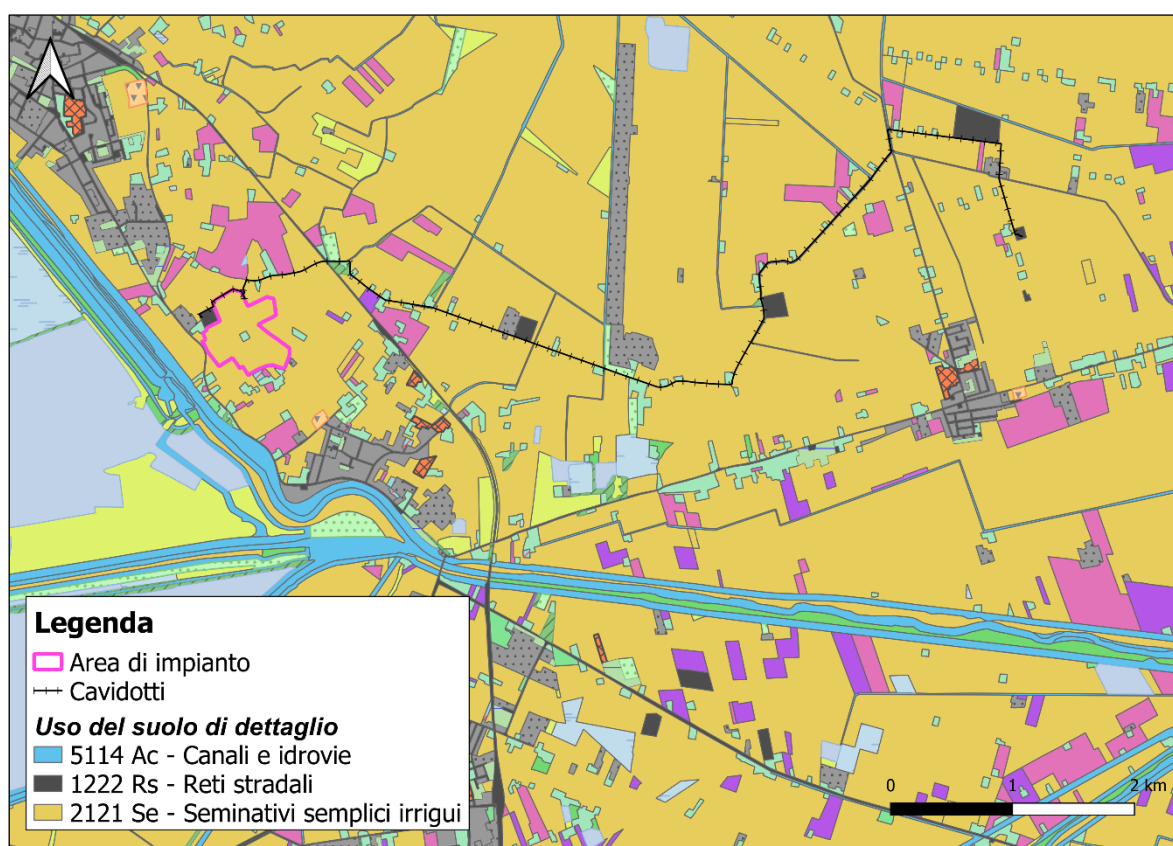 Legenda
Area di impianto
Cavidotti
Uso del suolo di dettaglio
5114 Ac - Canali e idrovie
1222 Rs - Reti stradali
2121 Se - Seminativi semplici irrigui
0 1 2 km